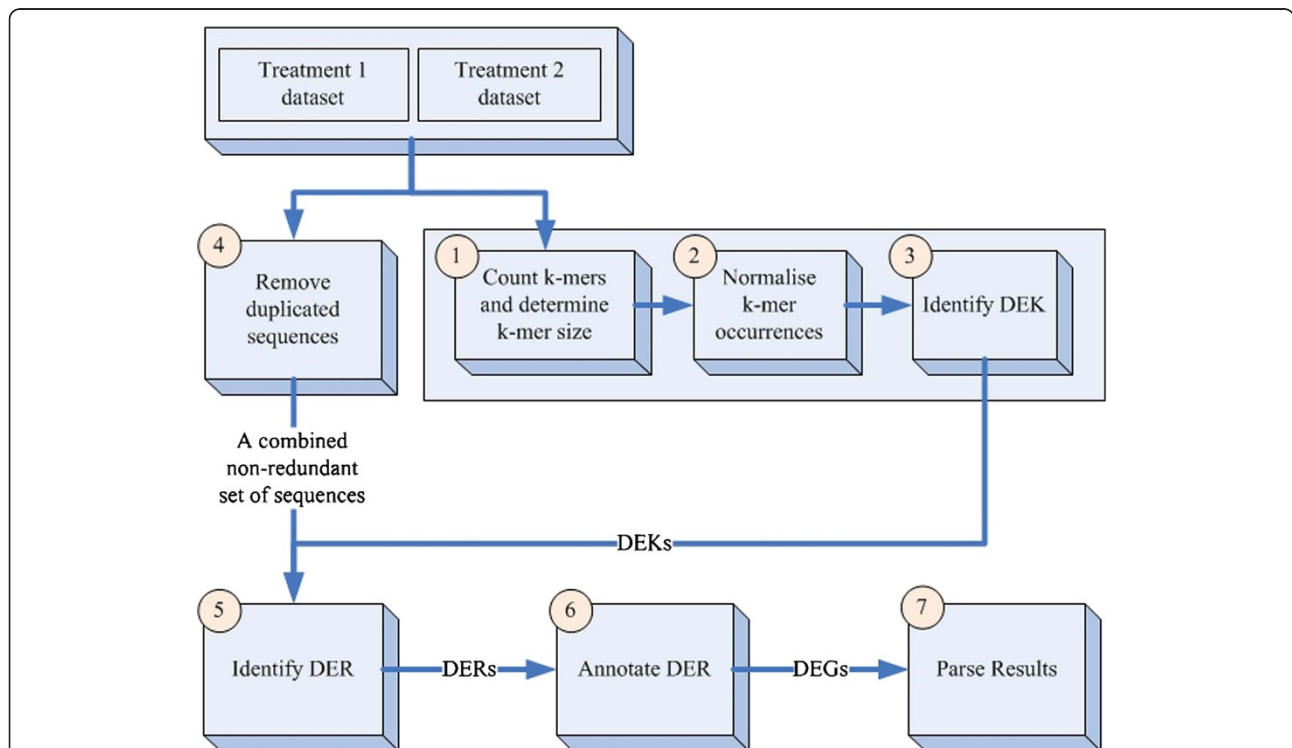 Treatment 1
dataset
Treatment 2
dataset
4
Remove
duplicated
sequences
1
Count k-mers
and determine
k-mer size
2
Normalise
k-mer
occurrences
3
Identify DEK
A combined
non-redundant
set of sequences
DEKs
5
Identify DER
DERs
6
Annotate DER
DEGs
7
Parse Results